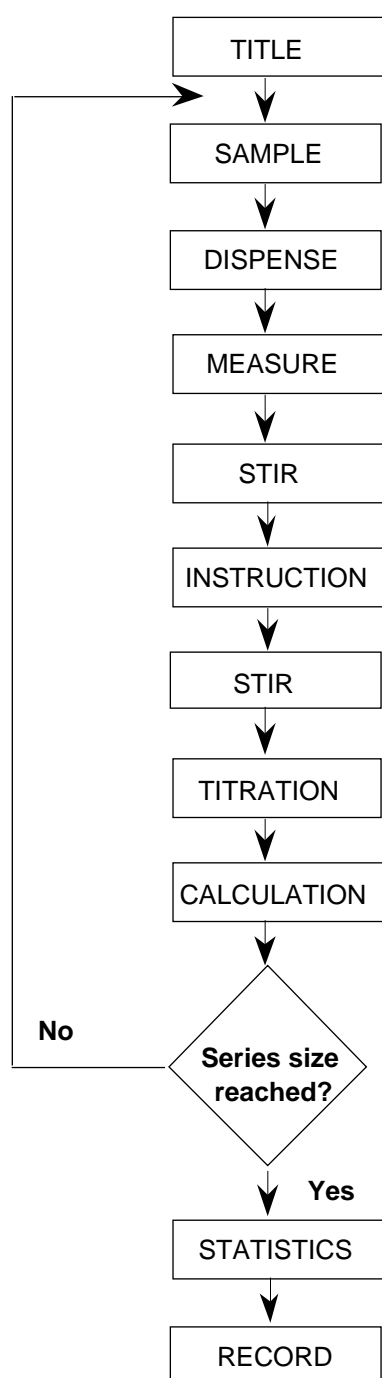 TITLE
SAMPLE
DISPENSE
MEASURE
STIR
INSTRUCTION
STIR
TITRATION
CALCULATION
No
Series size
reached?
Yes
STATISTICS
RECORD